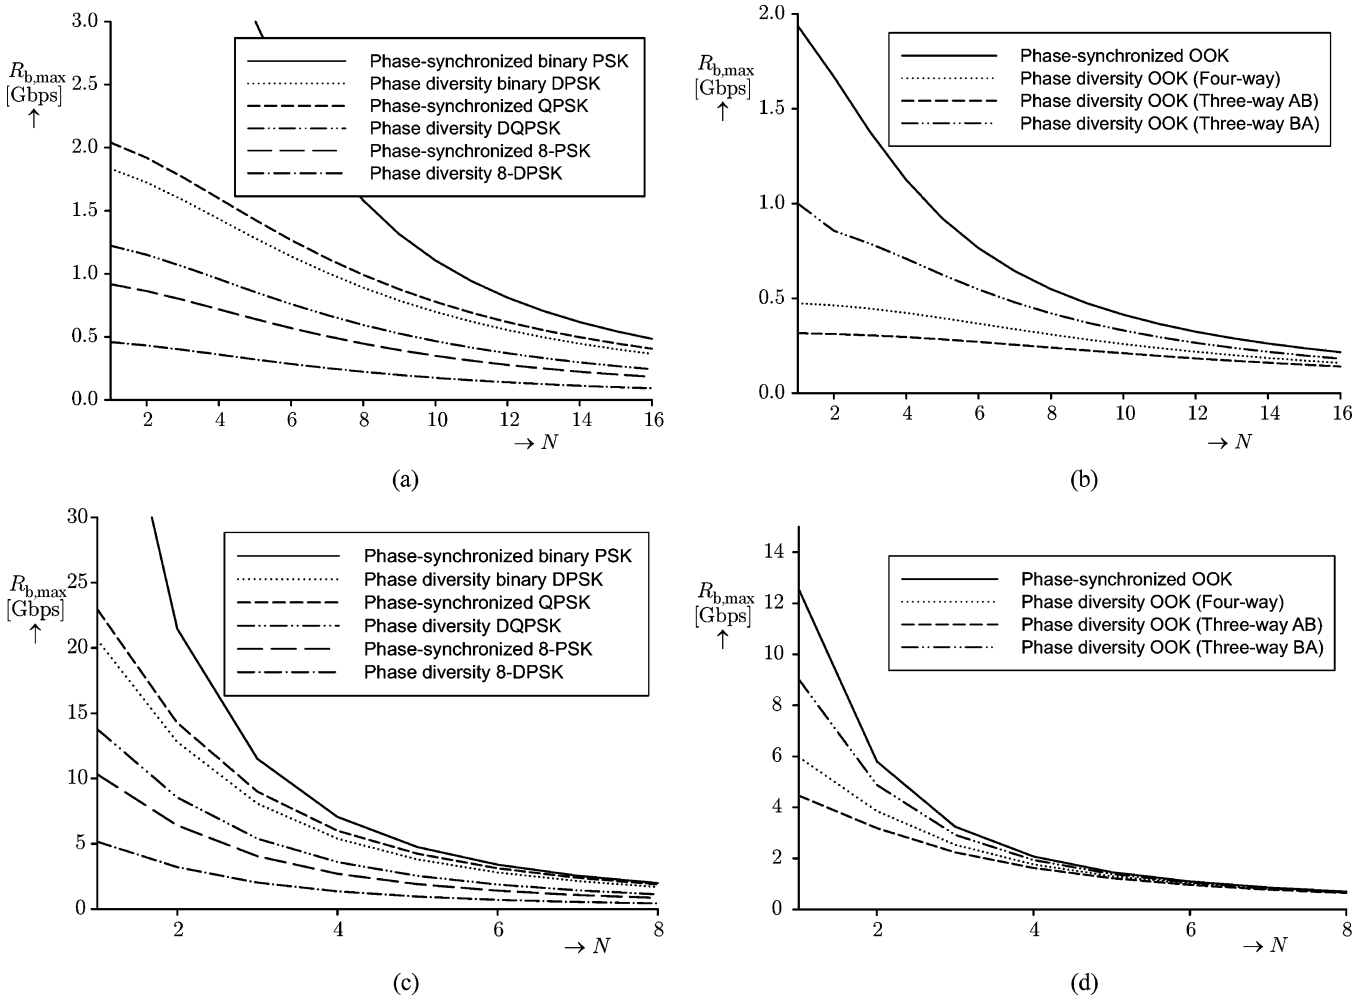 3.0
2.5
2.0
1.5
1.0
0.5
0.0
R_b,max
[Gbps]
↑
Phase-synchronized binary PSK
Phase diversity binary DPSK
Phase-synchronized QPSK
Phase diversity DQPSK
Phase-synchronized 8-PSK
Phase diversity 8-DPSK
2 4 6 8 10 12 14 16
→ N
(a)
2.0
1.5
1.0
0.5
0.0
R_b,max
[Gbps]
↑
Phase-synchronized OOK
Phase diversity OOK (Four-way)
Phase diversity OOK (Three-way AB)
Phase diversity OOK (Three-way BA)
2 4 6 8 10 12 14 16
→ N
(b)
30
25
20
15
10
5
0
R_b,max
[Gbps]
↑
Phase-synchronized binary PSK
Phase diversity binary DPSK
Phase-synchronized QPSK
Phase diversity DQPSK
Phase-synchronized 8-PSK
Phase diversity 8-DPSK
2 4 6 8
→ N
(c)
14
12
10
8
6
4
2
0
R_b,max
[Gbps]
↑
Phase-synchronized OOK
Phase diversity OOK (Four-way)
Phase diversity OOK (Three-way AB)
Phase diversity OOK (Three-way BA)
2 4 6 8
→ N
(d)